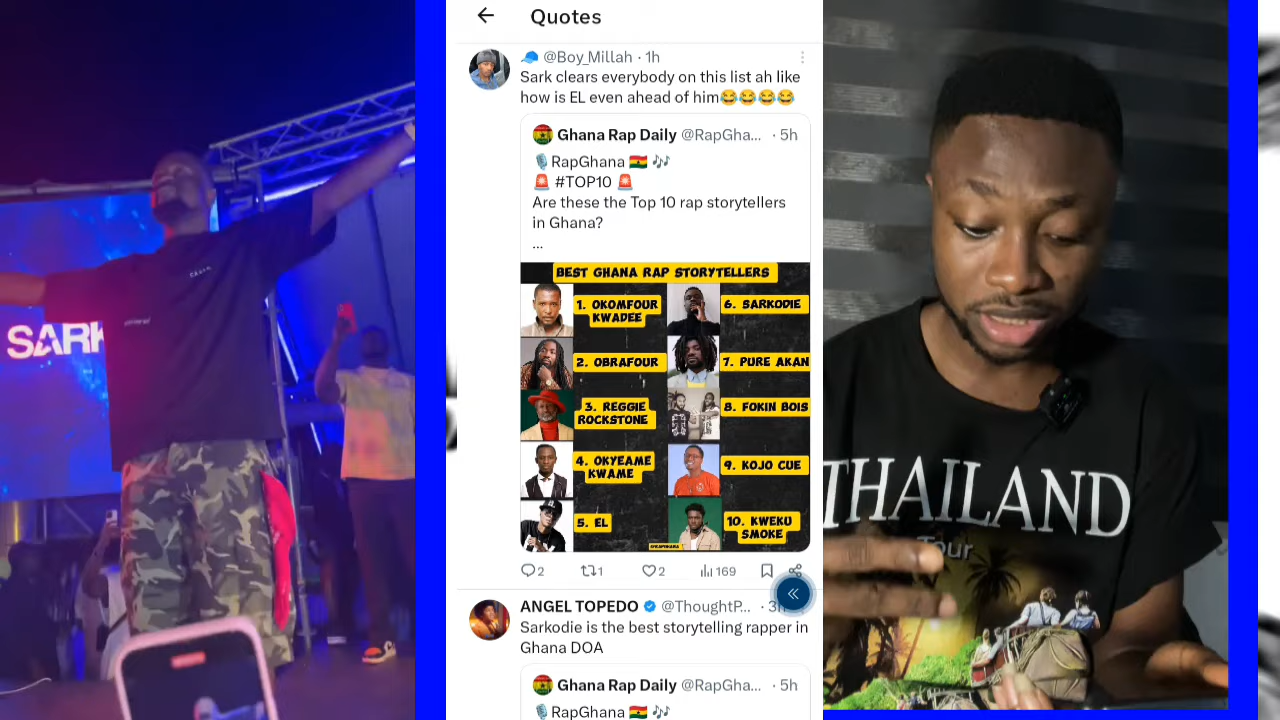 Quotes
@Boy_Millah · 1h
Sark clears everybody on this list ah like
how is EL even ahead of him😂😂😂😂
Ghana Rap Daily @RapGha... · 5h
🎙️RapGhana 🇬🇭 🎶
🚨 #TOP10 🚨
Are these the Top 10 rap storytellers
in Ghana?
...
BEST GHANA RAP STORYTELLERS
1. OKOMFOUR
KWADEE
2. OBRAFOUR
3. REGGIE
ROCKSTONE
4. OKYEAME
KWAME
5. EL
6. SARKODIE
7. PURE AKAN
8. FOKIN BOIS
9. KOJO CUE
10. KWEKU
SMOKE
2 1 2 169
ANGEL TOPEDO @ThoughtP... · 3h
Sarkodie is the best storytelling rapper in
Ghana DOA
Ghana Rap Daily @RapGha... · 5h
🎙️RapGhana 🇬🇭 🎶
SARK
THAILAND
Tour